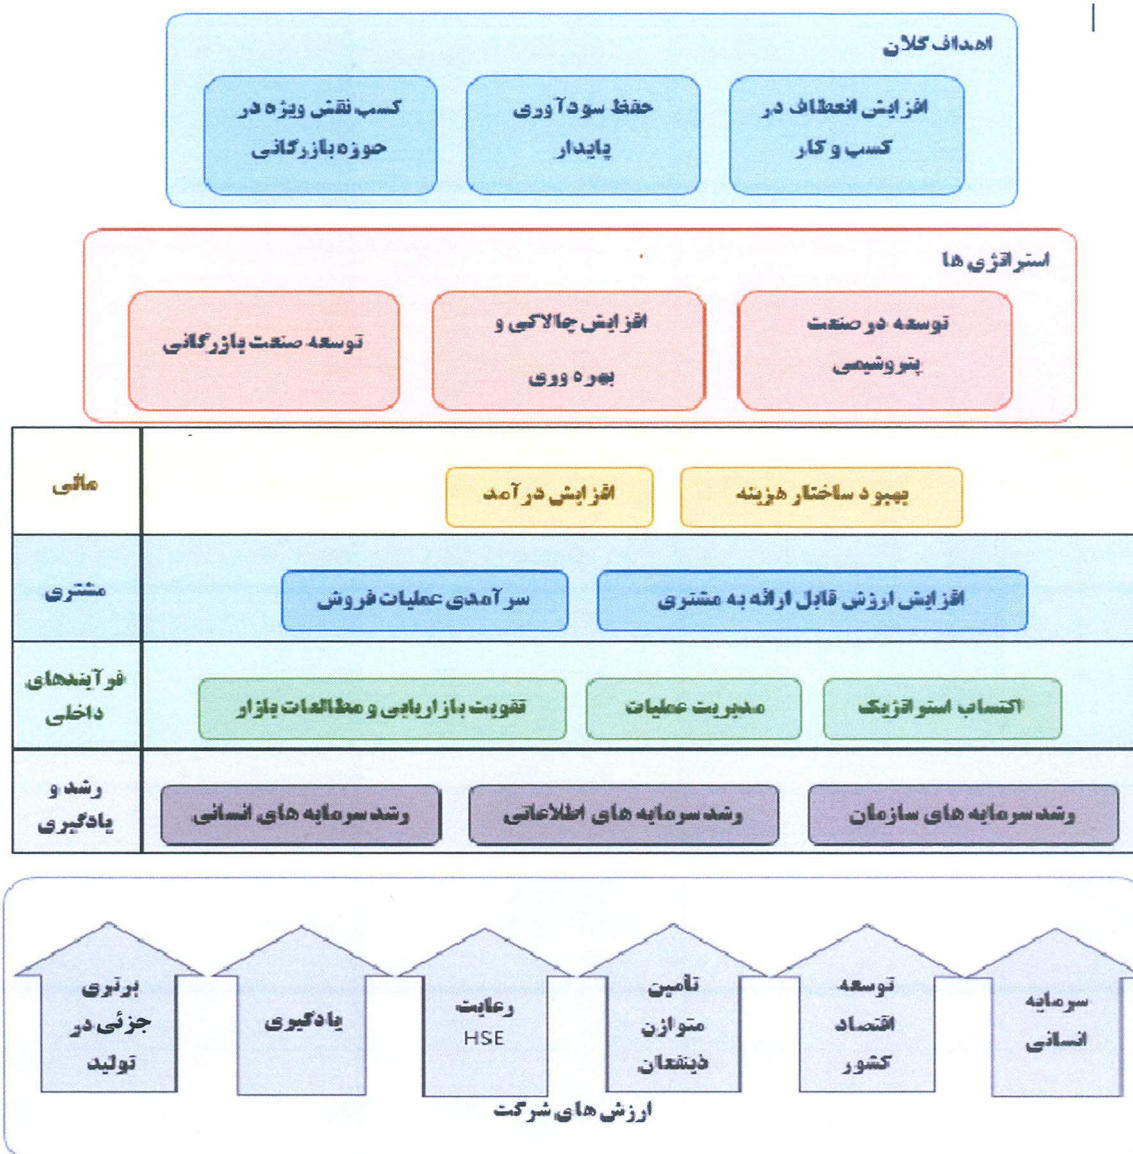 اهداف کلان
افزایش انعطاف در
کسب و کار
حفظ سودآوری
پایدار
کسب نقش ویژه در
حوزه بازرگانی
استراتژی ها
توسعه در صنعت
پتروشیمی
افزایش چالاکی و
بهره وری
توسعه صنعت بازرگانی
مالی
بهبود ساختار هزینه
افزایش درآمد
مشتری
افزایش ارزش قابل ارائه به مشتری
سرآمدی عملیات فروش
فرآیندهای
داخلی
اکتساب استراتژیک
مدیریت عملیات
تقویت بازاریابی و مطالعات بازار
رشد و
یادگیری
رشد سرمایه های سازمان
رشد سرمایه های اطلاعاتی
رشد سرمایه های انسانی
سرمایه
انسانی
توسعه
اقتصاد
کشور
تامین
متوازن
ذینفعان
رعایت
HSE
یادگیری
برتری
جزئی در
تولید
ارزش های شرکت